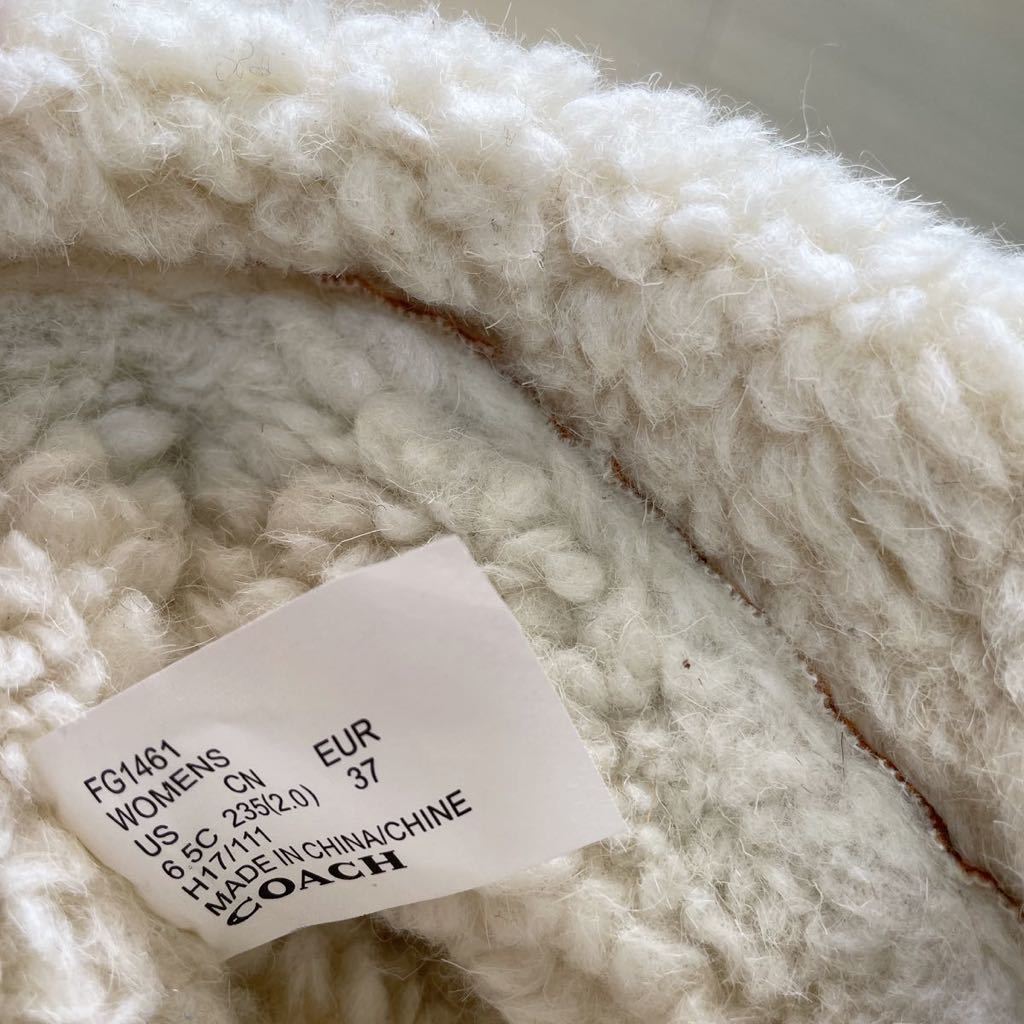 FG1461
WOMENS
US CN EUR
6.5C 235(2.0) 37
H17/111
MADE IN CHINA/CHINE
COACH